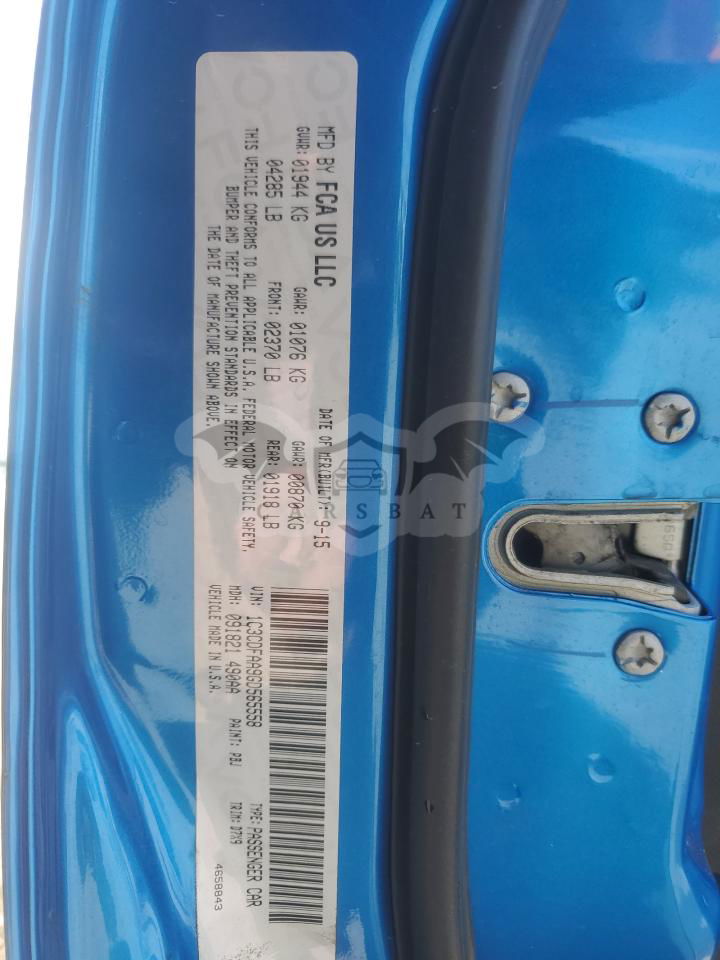 MFD BY FCA US LLC
DATE OF MFR(BUILT): 9-15
GVWR: 01944 KG GAWR: 01076 KG GAWR: 00870 KG
04285 LB FRONT: 02370 LB REAR: 01918 LB
THIS VEHICLE CONFORMS TO ALL APPLICABLE U.S.A. FEDERAL MOTOR VEHICLE SAFETY,
BUMPER AND THEFT PREVENTION STANDARDS IN EFFECT ON
THE DATE OF MANUFACTURE SHOWN ABOVE.
VIN: 1C3CDFAA9GD565558 TYPE: PASSENGER CAR
MDH: 091821 490AA PAINT: PBJ TRIM: D7X9
VEHICLE MADE IN U.S.A. 4658843
CARSBAT